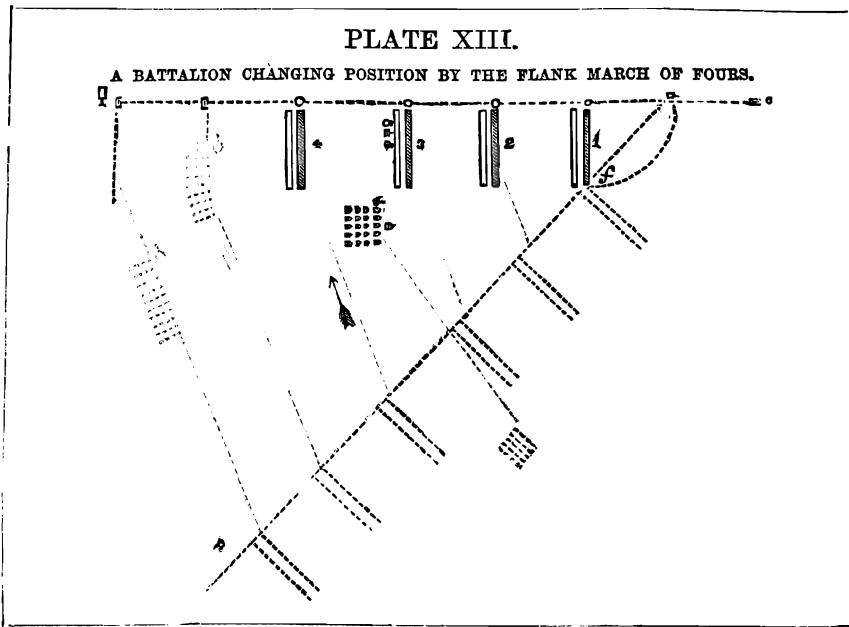 PLATE XIII.
A BATTALION CHANGING POSITION BY THE FLANK MARCH OF FOURS.
4 3 2 1
f